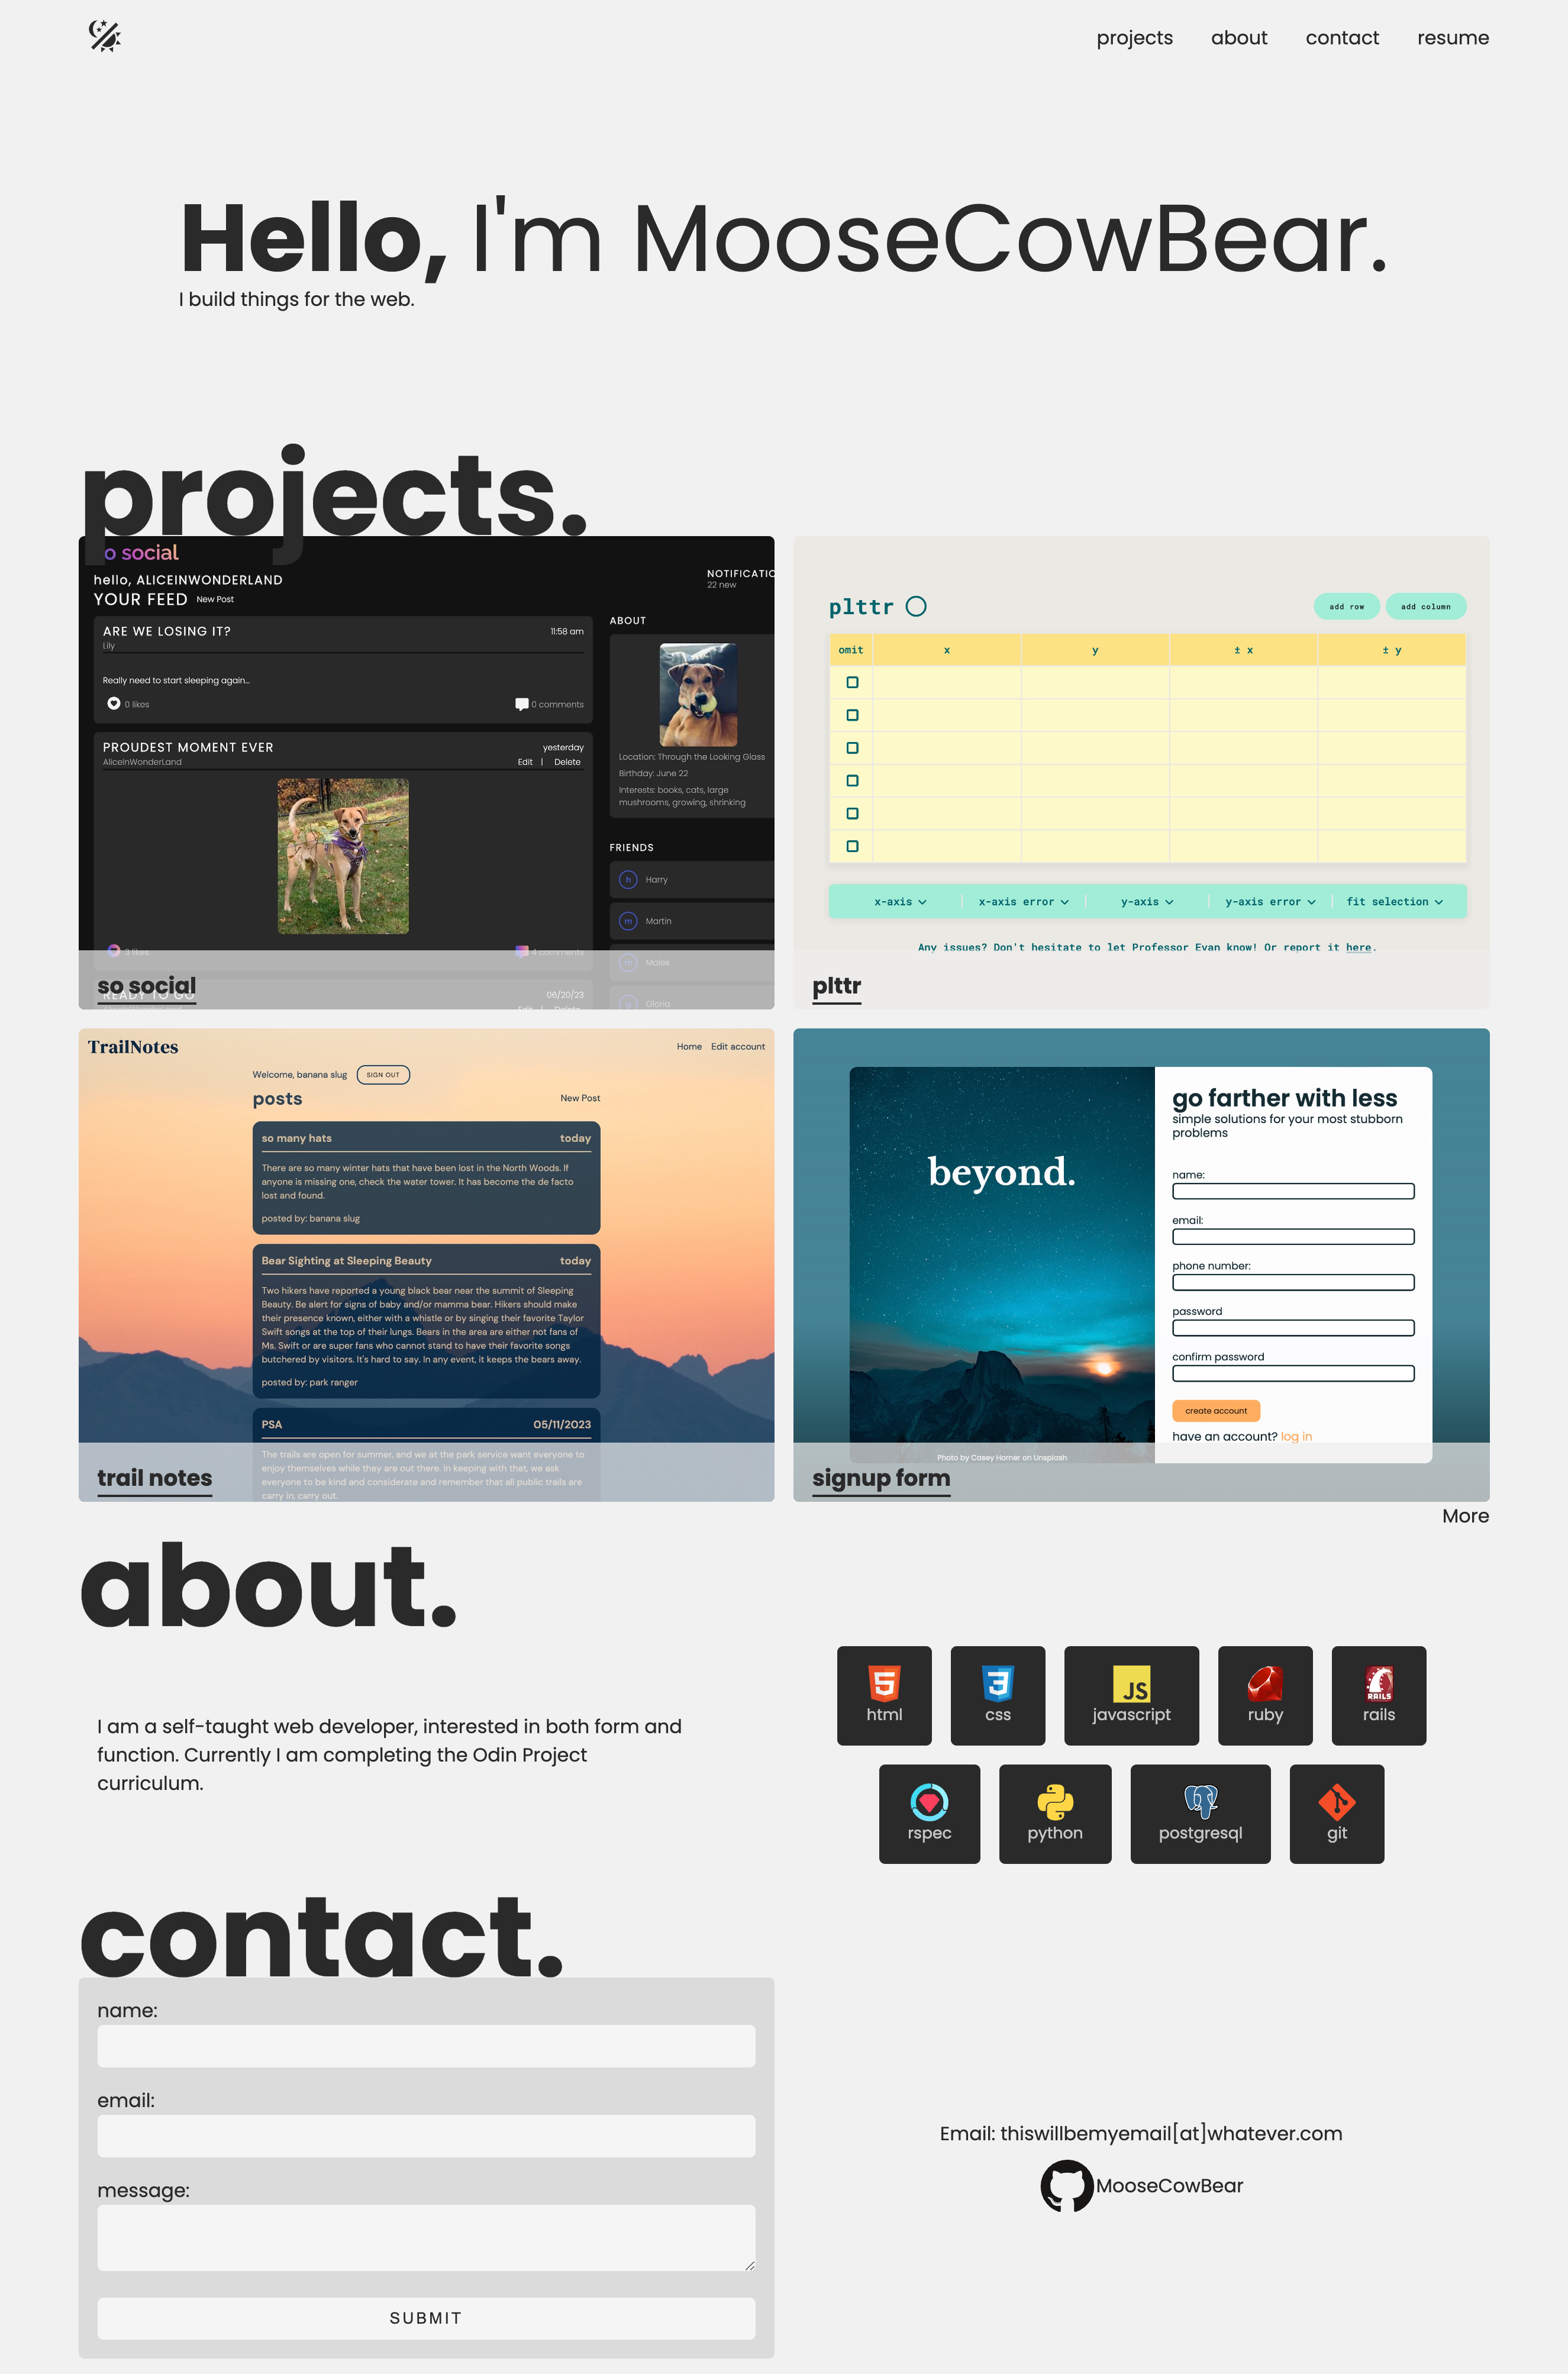 projects about contact resume
Hello, I'm MooseCowBear.
I build things for the web.
projects.
o social
hello, ALICEINWONDERLAND
NOTIFICATIO
22 new
YOUR FEED New Post
ARE WE LOSING IT? 11:58 am
Lily
Really need to start sleeping again...
0 likes 0 comments
PROUDEST MOMENT EVER yesterday
AliceInWonderLand Edit | Delete
3 likes 4 comments
READY TO GO 06/20/23
Edit | Delete
ABOUT
Location: Through the Looking Glass
Birthday: June 22
Interests: books, cats, large
mushrooms, growing, shrinking
FRIENDS
h Harry
m Martin
m Malek
g Gloria
so social
plttr add row add column
omit x y ± x ± y
x-axis x-axis error y-axis y-axis error fit selection
Any issues? Don't hesitate to let Professor Evan know! Or report it here.
plttr
TrailNotes Home Edit account
Welcome, banana slug SIGN OUT
posts New Post
so many hats today
There are so many winter hats that have been lost in the North Woods. If
anyone is missing one, check the water tower. It has become the de facto
lost and found.
posted by: banana slug
Bear Sighting at Sleeping Beauty today
Two hikers have reported a young black bear near the summit of Sleeping
Beauty. Be alert for signs of baby and/or mamma bear. Hikers should make
their presence known, either with a whistle or by singing their favorite Taylor
Swift songs at the top of their lungs. Bears in the area are either not fans of
Ms. Swift or are super fans who cannot stand to have their favorite songs
butchered by visitors. It's hard to say. In any event, it keeps the bears away.
posted by: park ranger
PSA 05/11/2023
The trails are open for summer, and we at the park service want everyone to
enjoy themselves while they are out there. In keeping with that, we ask
everyone to be kind and considerate and remember that all public trails are
carry in, carry out.
trail notes
beyond.
go farther with less
simple solutions for your most stubborn
problems
name:
email:
phone number:
password
confirm password
create account
have an account? log in
Photo by Casey Horner on Unsplash
signup form
More
about.
I am a self-taught web developer, interested in both form and
function. Currently I am completing the Odin Project
curriculum.
5 3 JS RAILS
html css javascript ruby rails
rspec python postgresql git
contact.
name:
email:
message:
SUBMIT
Email: thiswillbemyemail[at]whatever.com
MooseCowBear